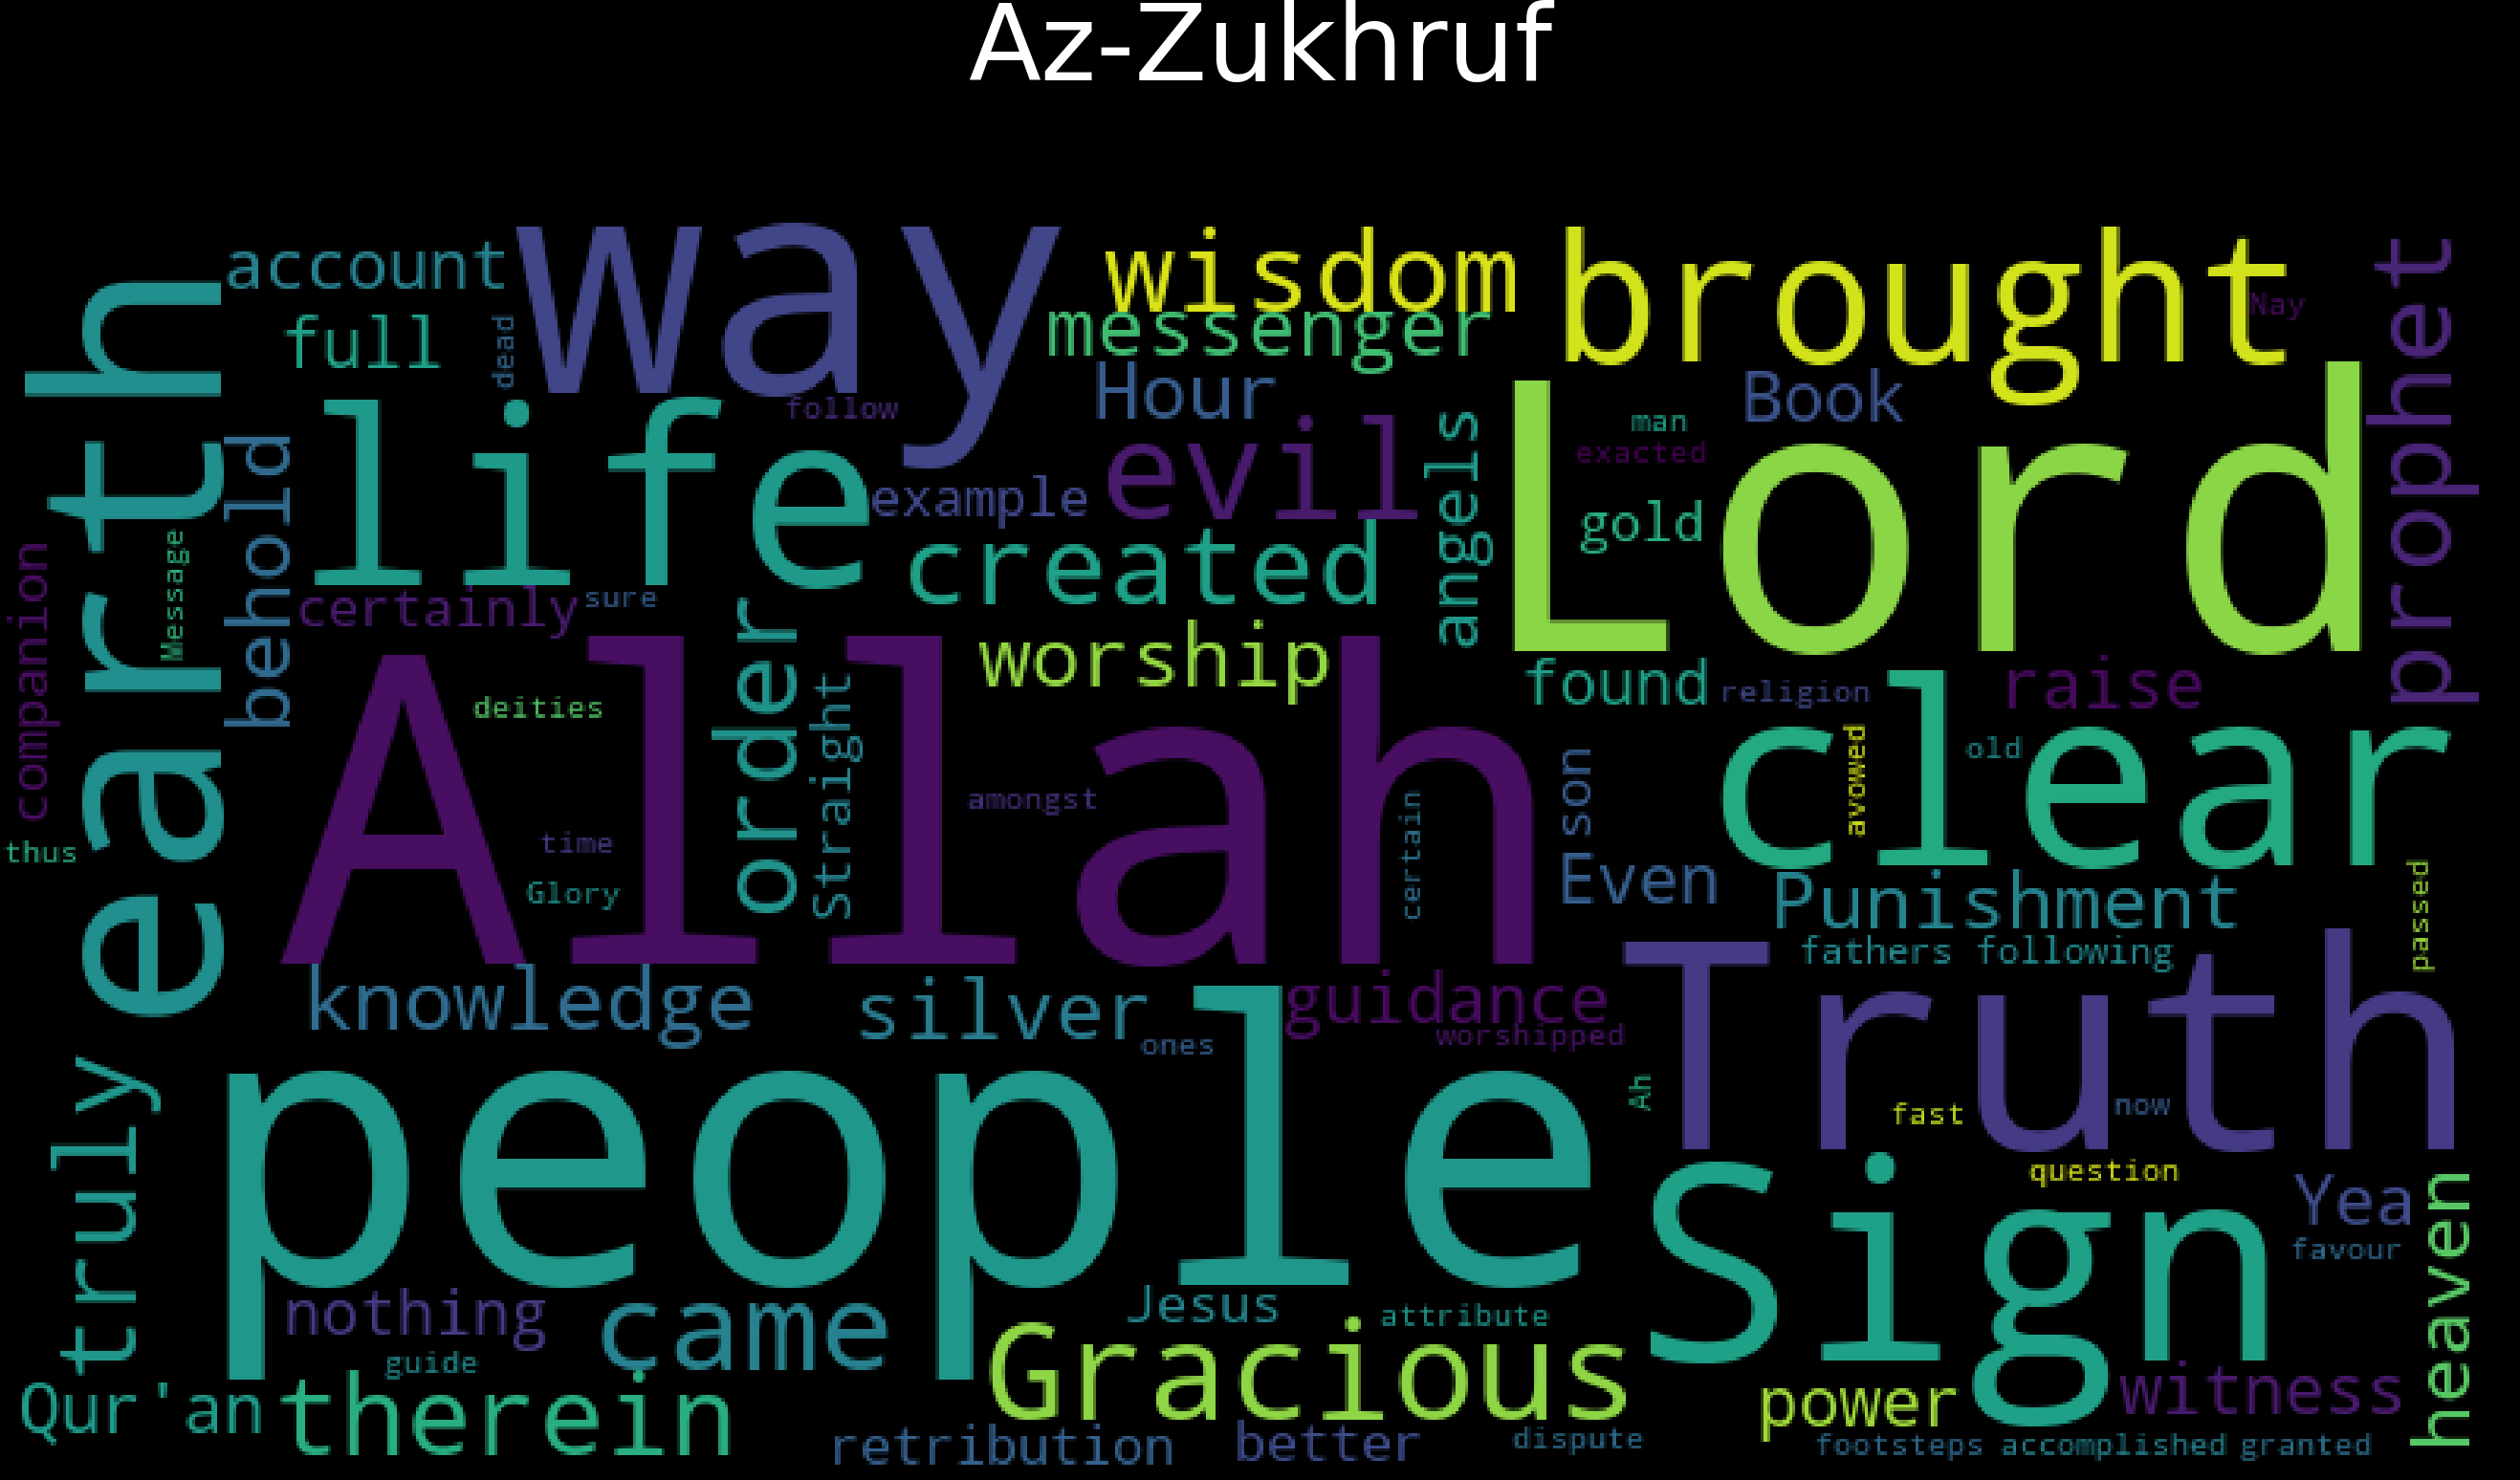 Az-Zukhruf
way
wisdom
brought
prophet
account
Nay
earth
full
dead
messenger
Hour
Book
Lord
life
follow
evil
angels
man
exacted
behold
example
gold
Message
created
companion
certainly
sure
order
worship
found
religion
raise
Allah
deities
Straight
clear
amongst
certain
son
avowed
old
time
thus
Glory
Even
Punishment
passed
fathers
following
knowledge
silver
guidance
Truth
ones
worshipped
truly
people
Ah
fast
now
Sign
question
Yea
heaven
favour
nothing
came
Jesus
attribute
guide
Gracious
Qur'an
therein
power
witness
retribution
better
dispute
footsteps
accomplished
granted